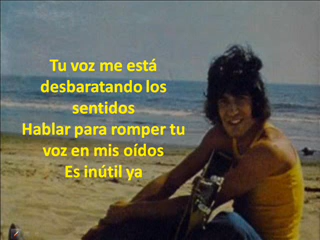 Tu voz me está
desbaratando los
sentidos
Hablar para romper tu
voz en mis oídos
Es inútil ya